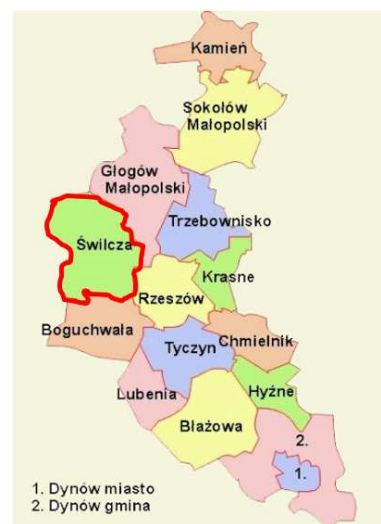 Kamień
Sokołów
Małopolski
Głogów
Małopolski
Trzebownisko
Świlcza
Krasne
Rzeszów
Boguchwała
Chmielnik
Tyczyn
Lubenia
Hyżne
Błażowa
2.
1.
1. Dynów miasto
2. Dynów gmina